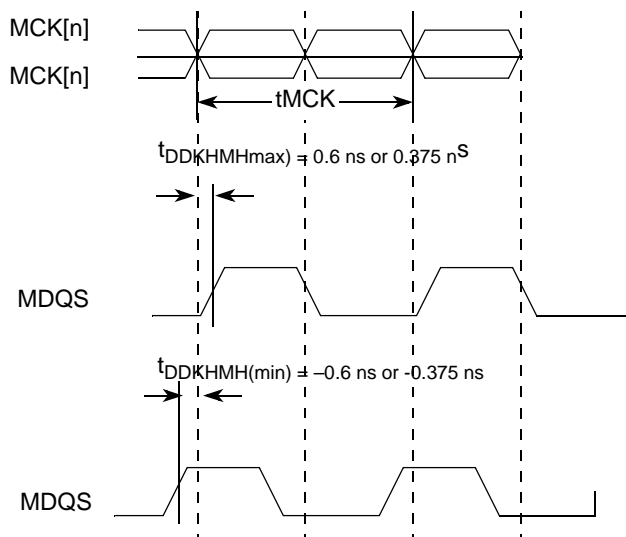 MCK[n]
MCK[n]
tMCK
tDDKHMHmax) = 0.6 ns or 0.375 ns
MDQS
tDDKHMH(min) = –0.6 ns or -0.375 ns
MDQS